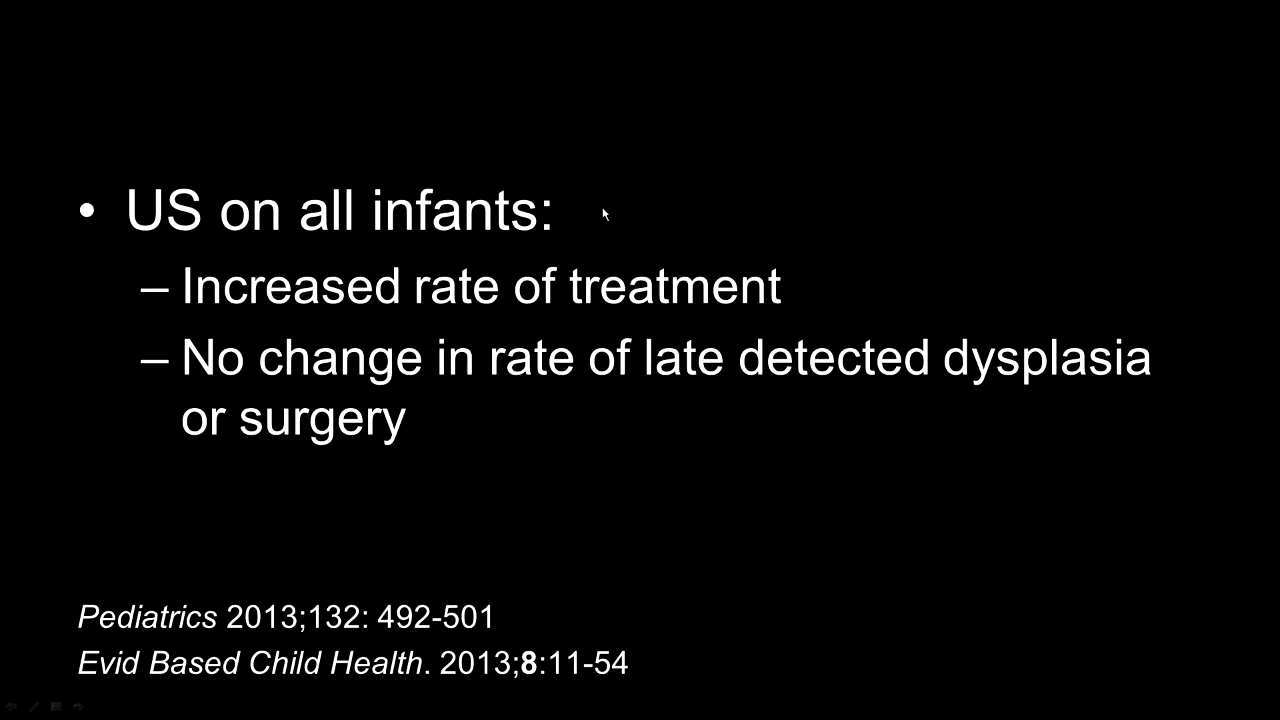 • US on all infants:
– Increased rate of treatment
– No change in rate of late detected dysplasia
or surgery
Pediatrics 2013;132: 492-501
Evid Based Child Health. 2013;8:11-54